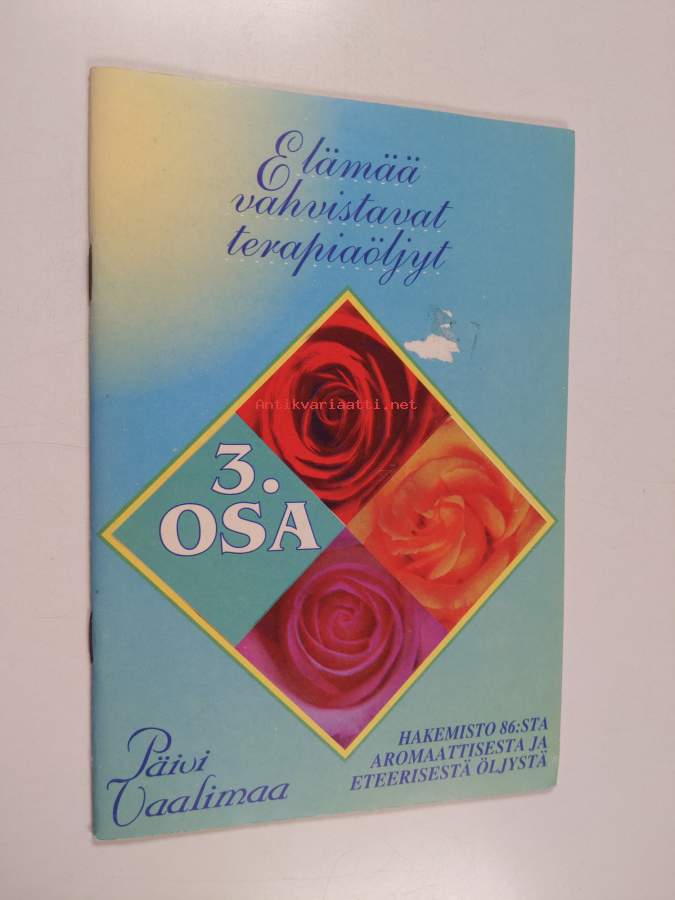 Elämää
vahvistavat
terapiaöljyt
Antikvariaatti.net
3.
OSA
HAKEMISTO 86:STA
AROMAATTISESTA JA
ETEERISESTÄ ÖLJYSTÄ
Päivi
Vaalimaa